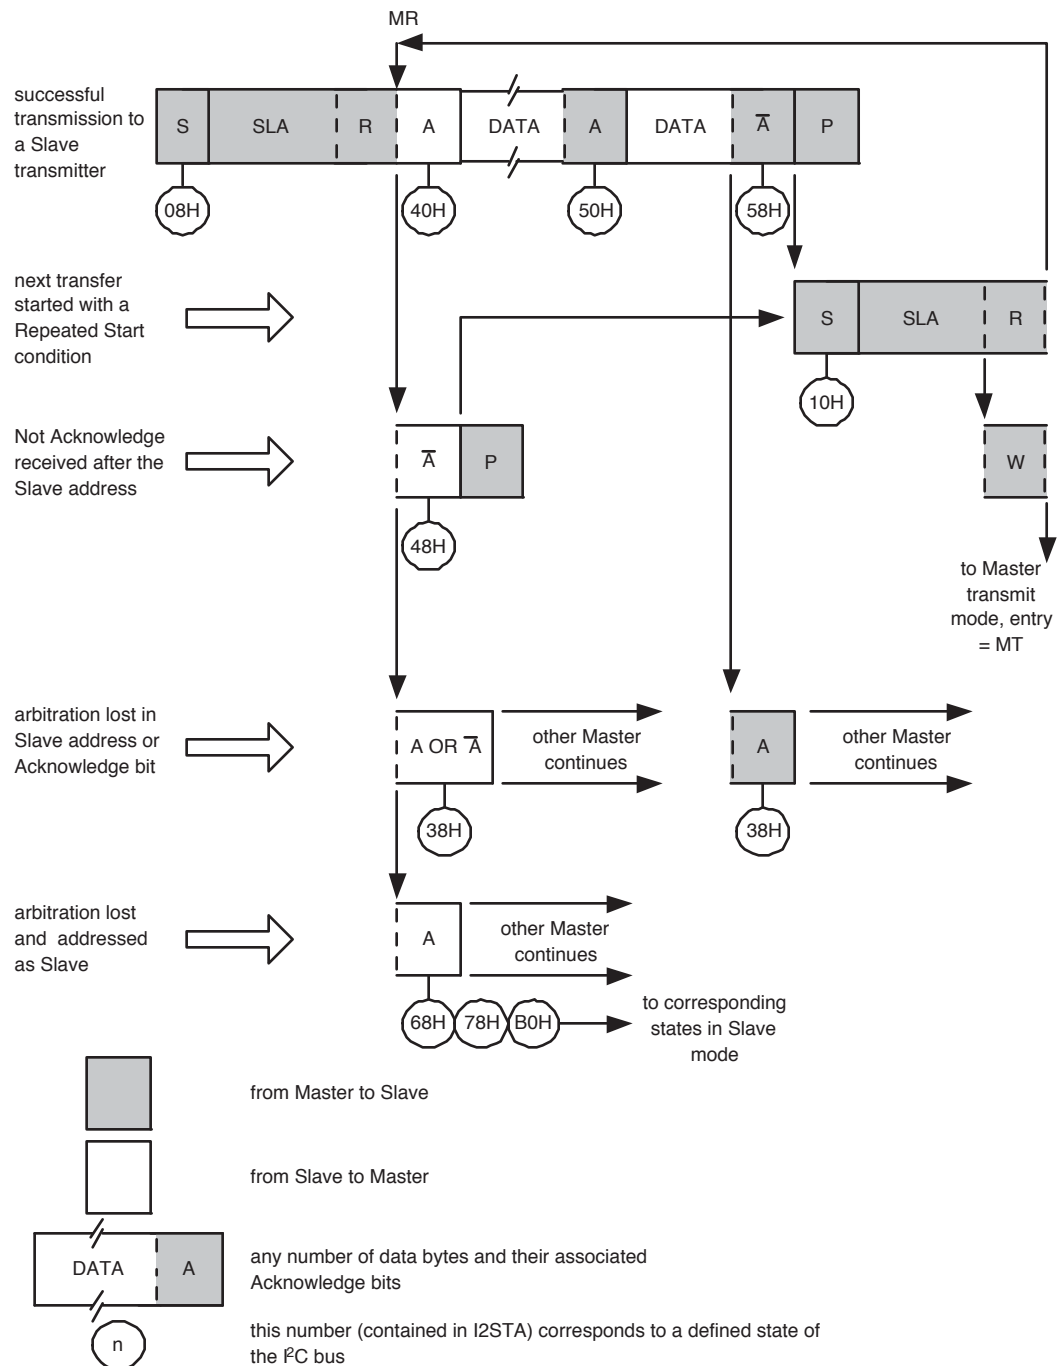 MR
successful
transmission to
a Slave
transmitter
S SLA R A DATA A DATA A̅ P
08H 40H 50H 58H
next transfer
started with a
Repeated Start
condition
S SLA R
10H
Not Acknowledge
received after the
Slave address
A̅ P
W
48H
to Master
transmit
mode, entry
= MT
arbitration lost in
Slave address or
Acknowledge bit
A OR A̅
other Master
continues
A
other Master
continues
38H 38H
arbitration lost
and addressed
as Slave
A
other Master
continues
68H 78H B0H
to corresponding
states in Slave
mode
from Master to Slave
from Slave to Master
DATA A
any number of data bytes and their associated
Acknowledge bits
n
this number (contained in I2STA) corresponds to a defined state of
the I²C bus